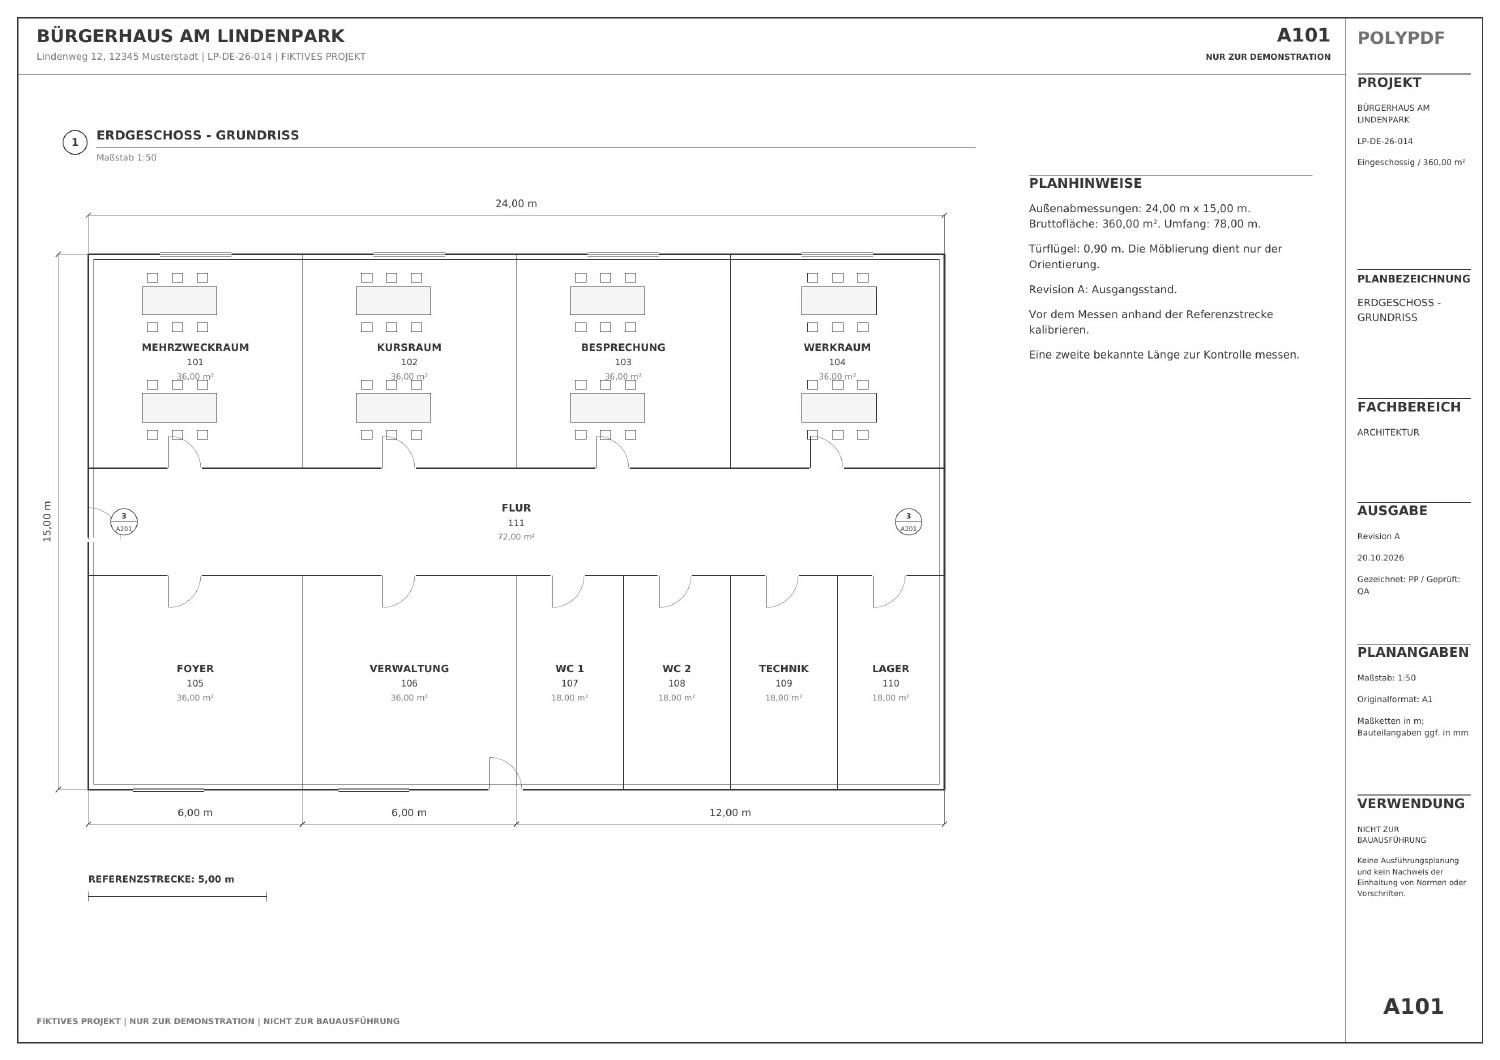 BÜRGERHAUS AM LINDENPARK
Lindenweg 12, 12345 Musterstadt | LP-DE-26-014 | FIKTIVES PROJEKT
A101
NUR ZUR DEMONSTRATION
1
ERDGESCHOSS - GRUNDRISS
Maßstab 1:50
24,00 m
15,00 m
MEHRZWECKRAUM
101
36,00 m²
KURSRAUM
102
36,00 m²
BESPRECHUNG
103
36,00 m²
WERKRAUM
104
36,00 m²
3
A201
FLUR
111
72,00 m²
3
A201
FOYER
105
36,00 m²
VERWALTUNG
106
36,00 m²
WC 1
107
18,00 m²
WC 2
108
18,00 m²
TECHNIK
109
18,00 m²
LAGER
110
18,00 m²
6,00 m
6,00 m
12,00 m
REFERENZSTRECKE: 5,00 m
PLANHINWEISE
Außenabmessungen: 24,00 m x 15,00 m.
Bruttofläche: 360,00 m². Umfang: 78,00 m.
Türflügel: 0,90 m. Die Möblierung dient nur der
Orientierung.
Revision A: Ausgangsstand.
Vor dem Messen anhand der Referenzstrecke
kalibrieren.
Eine zweite bekannte Länge zur Kontrolle messen.
POLYPDF
PROJEKT
BÜRGERHAUS AM
LINDENPARK
LP-DE-26-014
Eingeschossig / 360,00 m²
PLANBEZEICHNUNG
ERDGESCHOSS -
GRUNDRISS
FACHBEREICH
ARCHITEKTUR
AUSGABE
Revision A
20.10.2026
Gezeichnet: PP / Geprüft:
QA
PLANANGABEN
Maßstab: 1:50
Originalformat: A1
Maßketten in m;
Bauteilangaben ggf. in mm
VERWENDUNG
NICHT ZUR
BAUAUSFÜHRUNG
Keine Ausführungsplanung
und kein Nachweis der
Einhaltung von Normen oder
Vorschriften.
A101
FIKTIVES PROJEKT | NUR ZUR DEMONSTRATION | NICHT ZUR BAUAUSFÜHRUNG